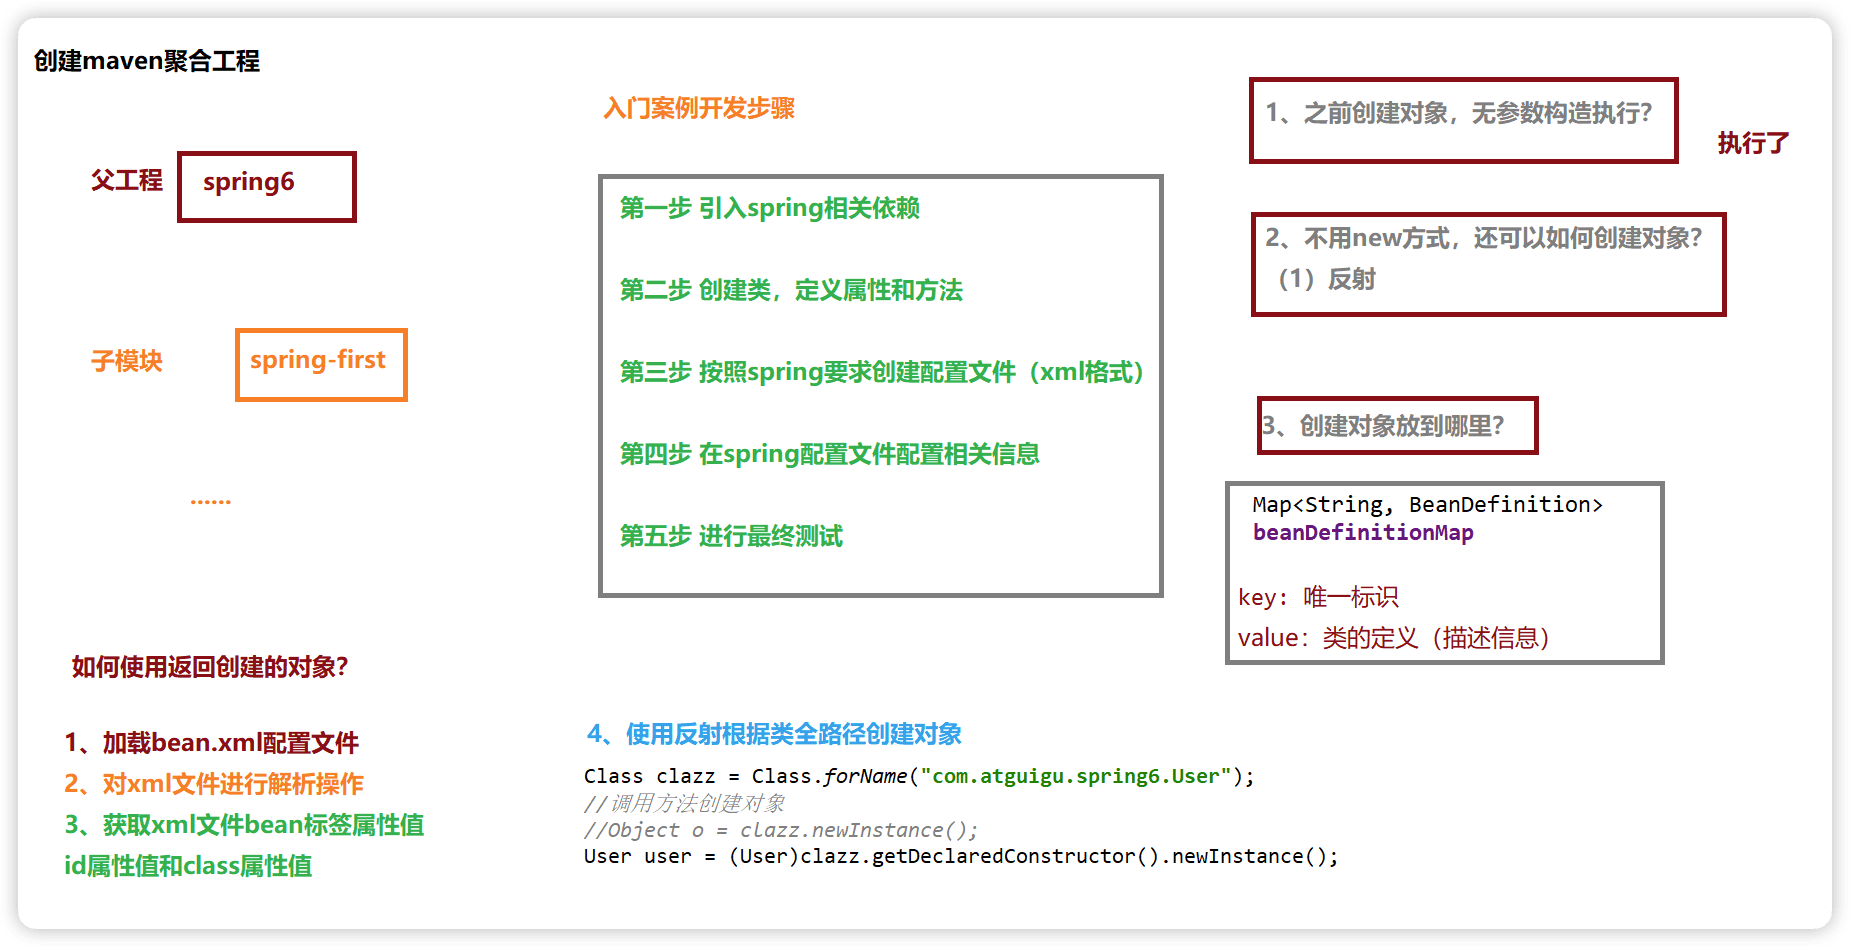 创建maven聚合工程
父工程
spring6
子模块
spring-first
......
入门案例开发步骤
第一步 引入spring相关依赖
第二步 创建类，定义属性和方法
第三步 按照spring要求创建配置文件（xml格式）
第四步 在spring配置文件配置相关信息
第五步 进行最终测试
1、之前创建对象，无参数构造执行？
执行了
2、不用new方式，还可以如何创建对象？
（1）反射
3、创建对象放到哪里？
Map<String, BeanDefinition>
beanDefinitionMap
key: 唯一标识
value：类的定义（描述信息）
如何使用返回创建的对象？
1、加载bean.xml配置文件
2、对xml文件进行解析操作
3、获取xml文件bean标签属性值
id属性值和class属性值
4、使用反射根据类全路径创建对象
Class clazz = Class.forName("com.atguigu.spring6.User");
//调用方法创建对象
//Object o = clazz.newInstance();
User user = (User)clazz.getDeclaredConstructor().newInstance();